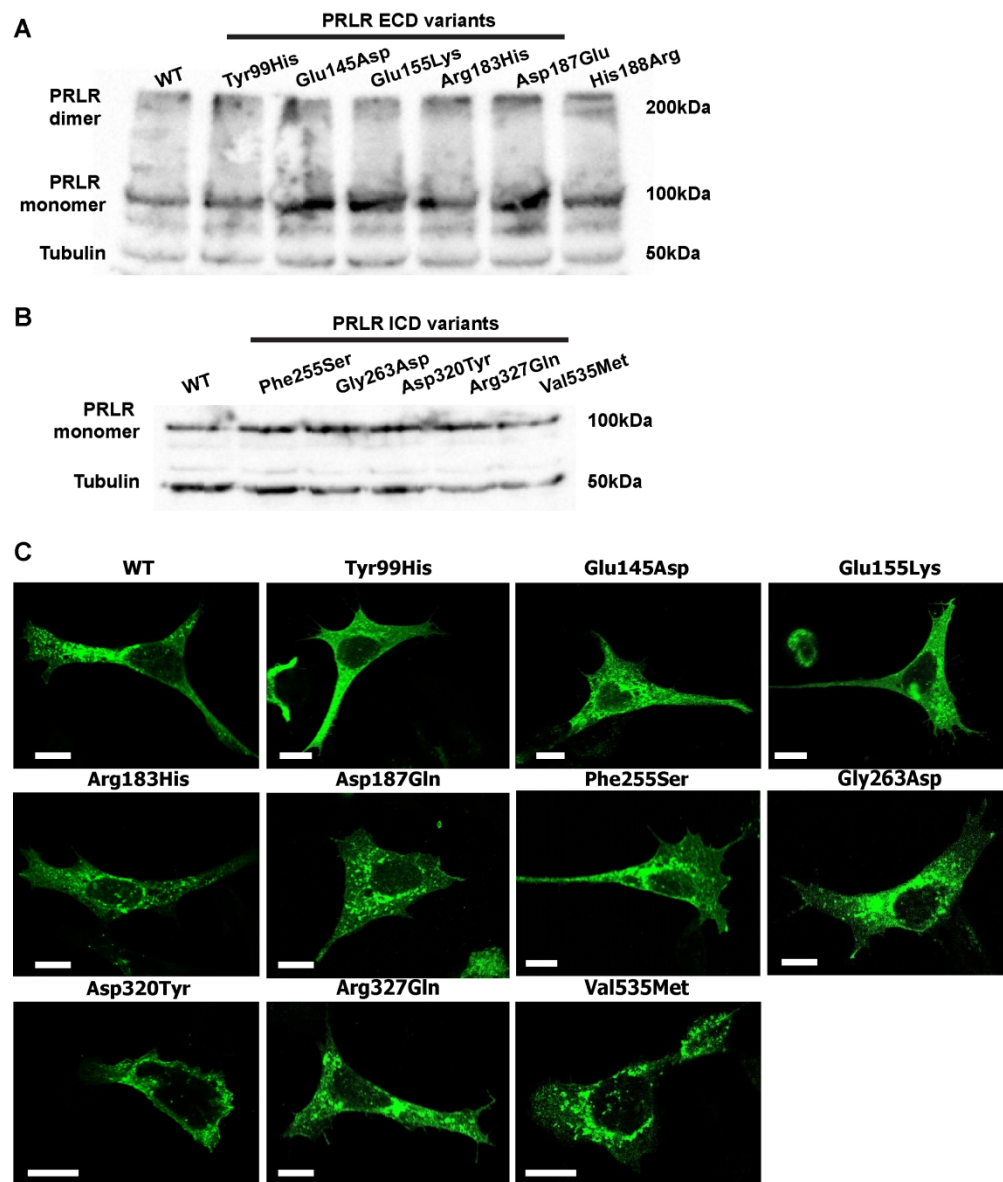 A
PRLR ECD variants
WT Tyr99His Glu145Asp Glu155Lys Arg183His Asp187Glu His188Arg
PRLR
dimer
200kDa
PRLR
monomer
100kDa
Tubulin
50kDa
B
PRLR ICD variants
WT Phe255Ser Gly263Asp Asp320Tyr Arg327Gln Val535Met
PRLR
monomer
100kDa
Tubulin
50kDa
C
WT Tyr99His Glu145Asp Glu155Lys
Arg183His Asp187Gln Phe255Ser Gly263Asp
Asp320Tyr Arg327Gln Val535Met